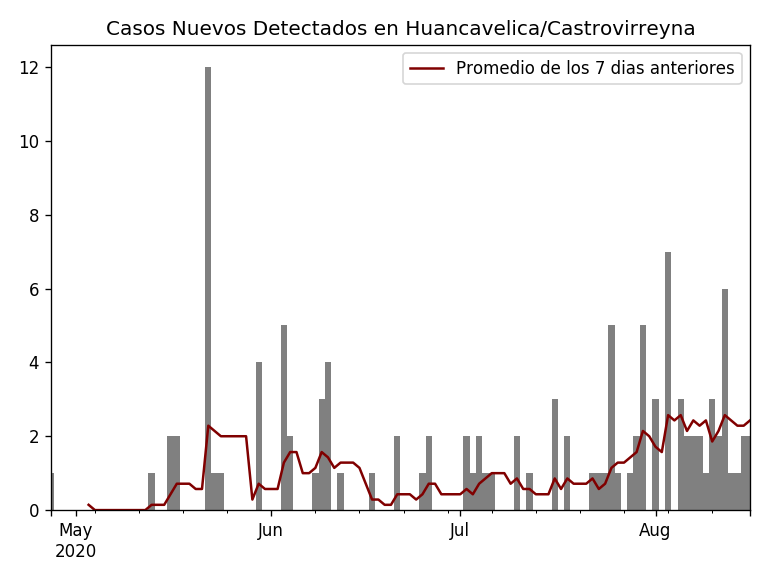 Casos Nuevos Detectados en Huancavelica/Castrovirreyna
Promedio de los 7 dias anteriores
12
10
8
6
4
2
0
May
2020
Jun
Jul
Aug